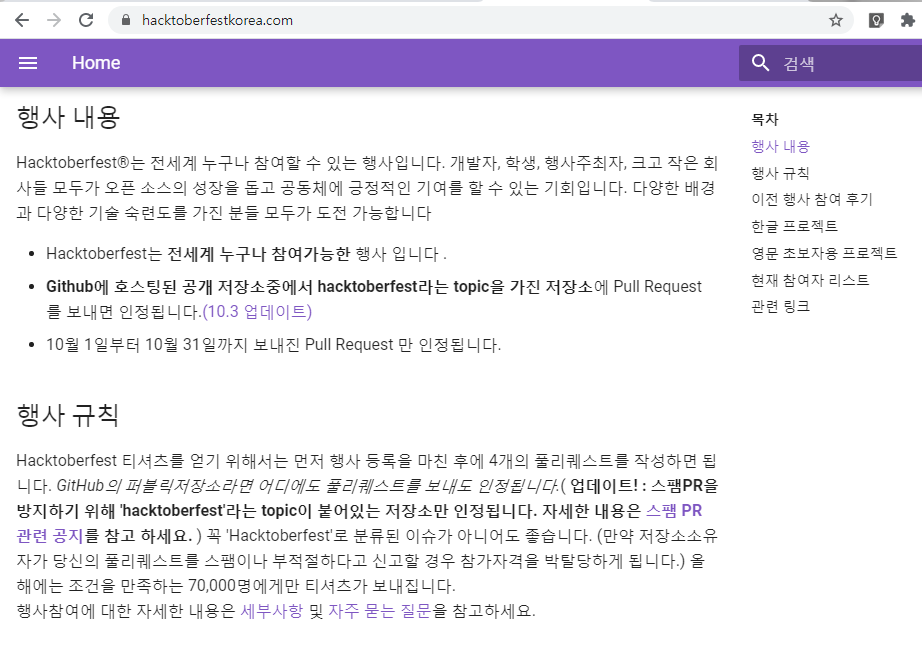 hacktoberfestkorea.com
Home
검색
행사 내용
Hacktoberfest®는 전세계 누구나 참여할 수 있는 행사입니다. 개발자, 학생, 행사주최자, 크고 작은 회
사들 모두가 오픈 소스의 성장을 돕고 공동체에 긍정적인 기여를 할 수 있는 기회입니다. 다양한 배경
과 다양한 기술 숙련도를 가진 분들 모두가 도전 가능합니다
• Hacktoberfest는 전세계 누구나 참여가능한 행사 입니다 .
• Github에 호스팅된 공개 저장소중에서 hacktoberfest라는 topic을 가진 저장소에 Pull Request
를 보내면 인정됩니다.(10.3 업데이트)
• 10월 1일부터 10월 31일까지 보내진 Pull Request 만 인정됩니다.
행사 규칙
Hacktoberfest 티셔츠를 얻기 위해서는 먼저 행사 등록을 마친 후에 4개의 풀리퀘스트를 작성하면 됩
니다. GitHub의 퍼블릭저장소라면 어디에도 풀리퀘스트를 보내도 인정됩니다.( 업데이트! : 스팸PR을
방지하기 위해 'hacktoberfest'라는 topic이 붙어있는 저장소만 인정됩니다. 자세한 내용은 스팸 PR
관련 공지를 참고 하세요. ) 꼭 'Hacktoberfest'로 분류된 이슈가 아니어도 좋습니다. (만약 저장소소유
자가 당신의 풀리퀘스트를 스팸이나 부적절하다고 신고할 경우 참가자격을 박탈당하게 됩니다.) 올
해에는 조건을 만족하는 70,000명에게만 티셔츠가 보내집니다.
행사참여에 대한 자세한 내용은 세부사항 및 자주 묻는 질문을 참고하세요.
목차
행사 내용
행사 규칙
이전 행사 참여 후기
한글 프로젝트
영문 초보자용 프로젝트
현재 참여자 리스트
관련 링크